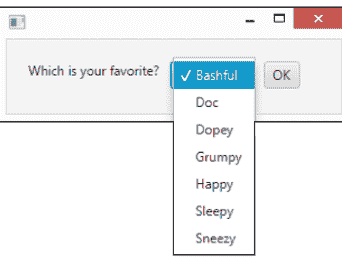 Which is your favorite? ✓ Bashful OK
Doc
Dopey
Grumpy
Happy
Sleepy
Sneezy